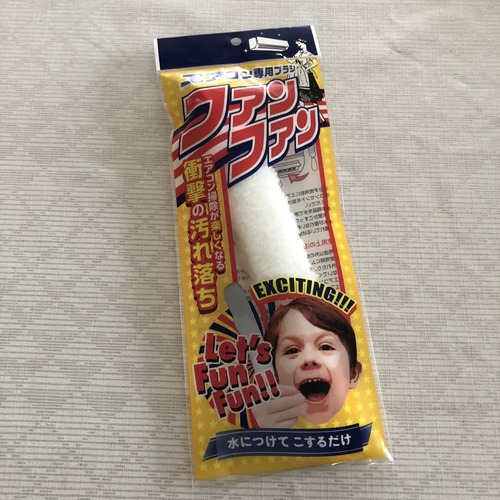 エアコン専用ブラシ
ファン
ファン
エアコン掃除が楽しくなる
衝撃の汚れ落ち
EXCITING!!!
Let's
Fun
Fun!!
水につけて こするだけ